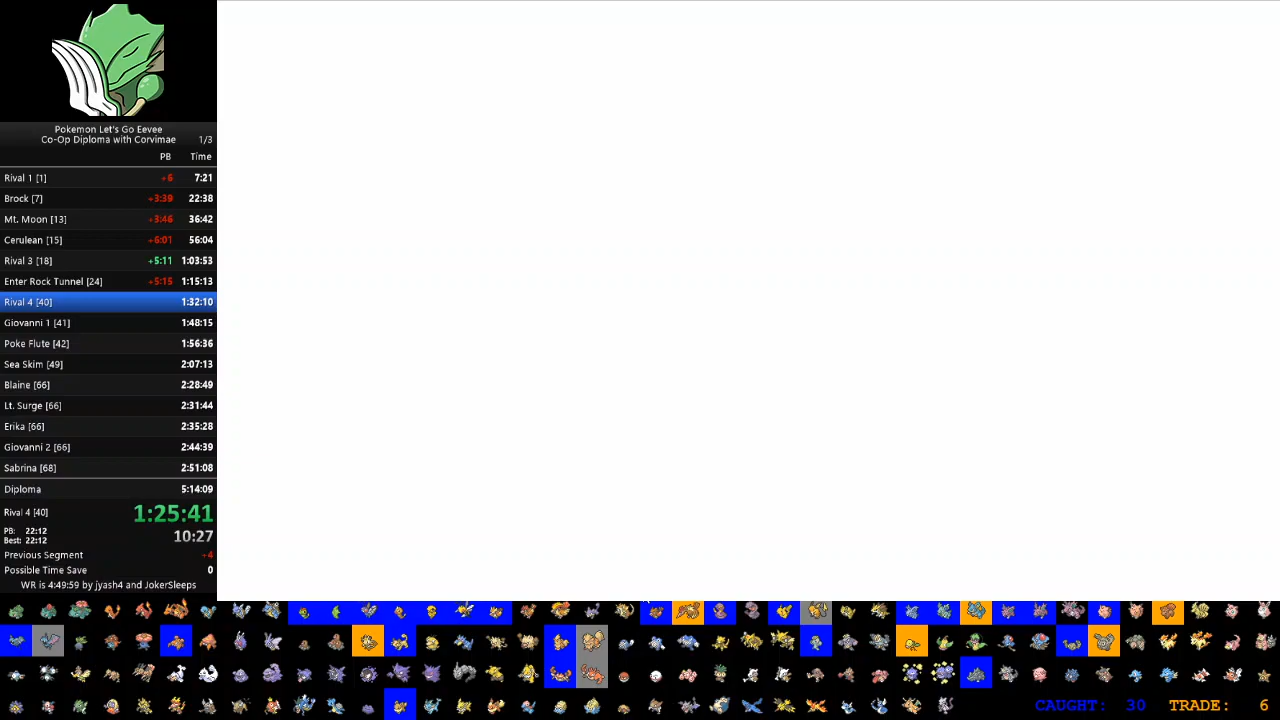 Pokemon Let's Go Eevee
Co-Op Diploma with Corvimae 1/3
PB Time
Rival 1 [1] +6 7:21
Brock [7] +3:39 22:38
Mt. Moon [13] +3:46 36:42
Cerulean [15] +6:01 56:04
Rival 3 [18] +5:11 1:03:53
Enter Rock Tunnel [24] +5:15 1:15:13
Rival 4 [40] 1:32:10
Giovanni 1 [41] 1:48:15
Poke Flute [42] 1:56:36
Sea Skim [49] 2:07:13
Blaine [66] 2:28:49
Lt. Surge [66] 2:31:44
Erika [66] 2:35:28
Giovanni 2 [66] 2:44:39
Sabrina [68] 2:51:08
Diploma 5:14:09
Rival 4 [40] 1:25:41
PB: 22:12
Best: 22:12 10:27
Previous Segment +4
Possible Time Save 0
WR is 4:49:59 by jyash4 and JokerSleeps
CAUGHT: 30 TRADE: 6